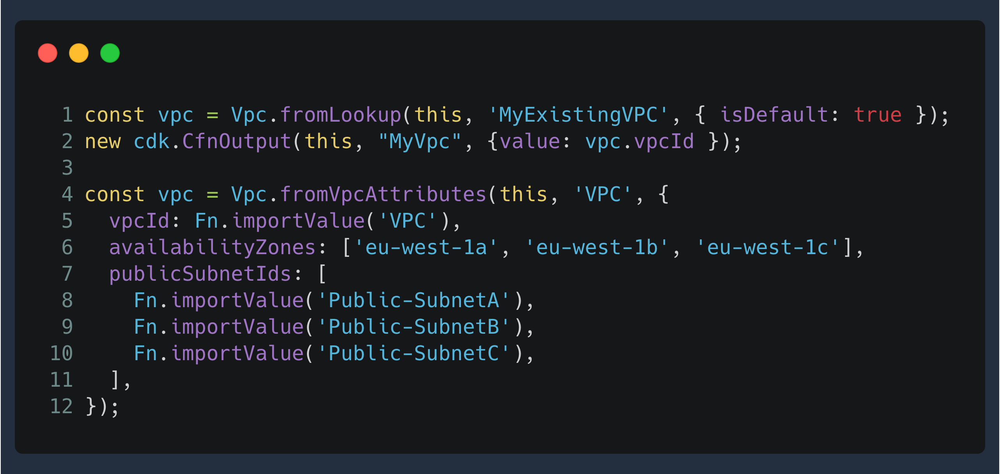 1 const vpc = Vpc.fromLookup(this, 'MyExistingVPC', { isDefault: true });
2 new cdk.CfnOutput(this, "MyVpc", {value: vpc.vpcId });
3
4 const vpc = Vpc.fromVpcAttributes(this, 'VPC', {
5   vpcId: Fn.importValue('VPC'),
6   availabilityZones: ['eu-west-1a', 'eu-west-1b', 'eu-west-1c'],
7   publicSubnetIds: [
8     Fn.importValue('Public-SubnetA'),
9     Fn.importValue('Public-SubnetB'),
10     Fn.importValue('Public-SubnetC'),
11   ],
12 });